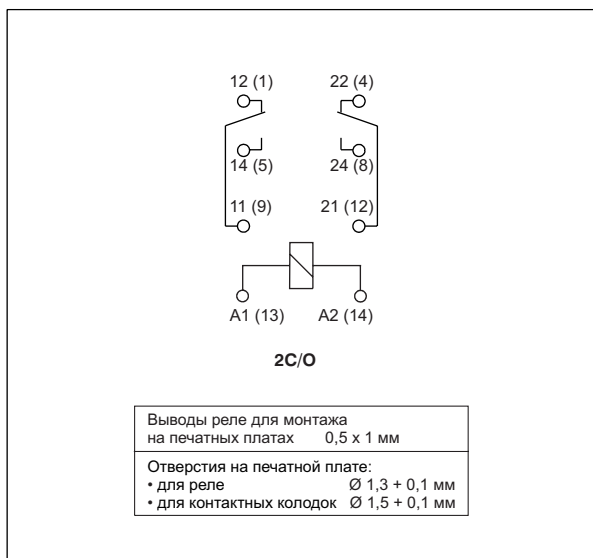 12 (1) 22 (4)
14 (5) 24 (8)
11 (9) 21 (12)
A1 (13) A2 (14)
2C/O
Выводы реле для монтажа
на печатных платах 0,5 x 1 мм
Отверстия на печатной плате:
• для реле Ø 1,3 + 0,1 мм
• для контактных колодок Ø 1,5 + 0,1 мм